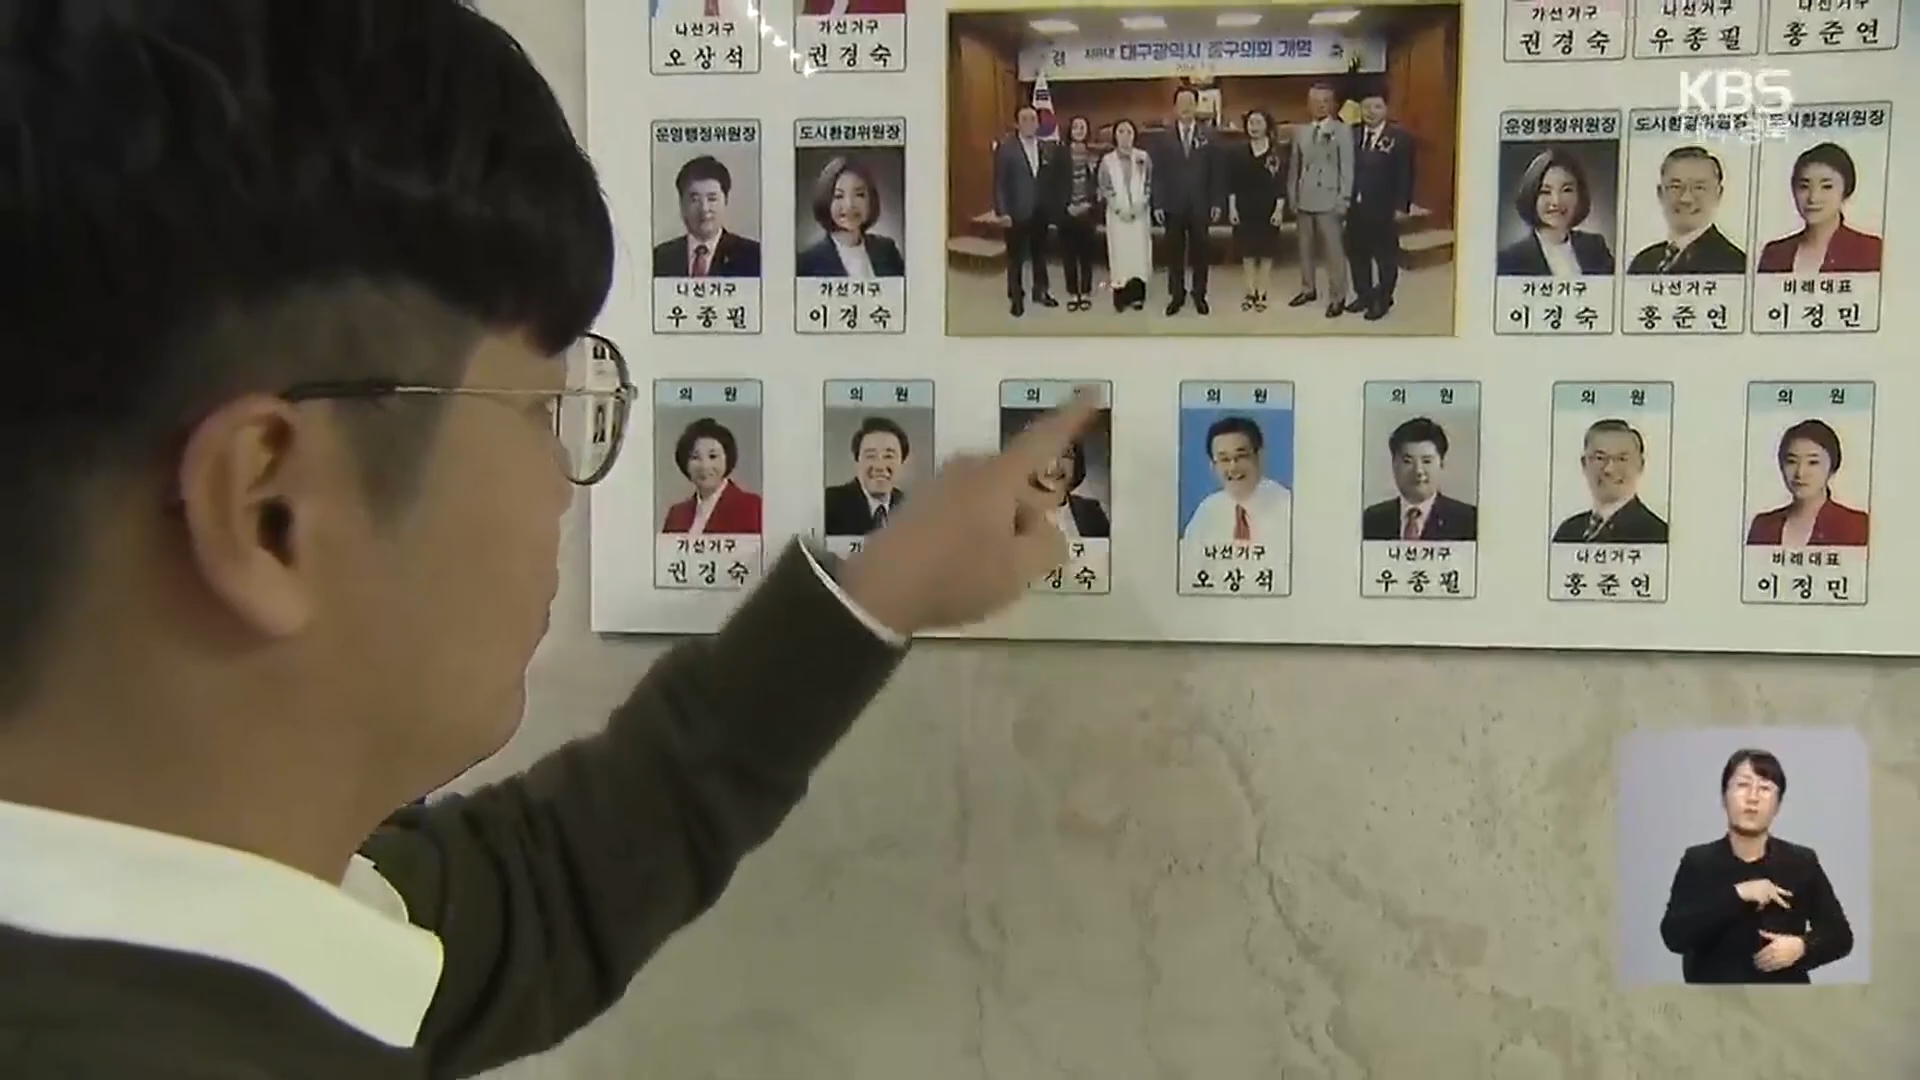 나선거구
오상석
가선거구
권경숙
가선거구
권경숙
나선거구
우종필
나선거구
홍준연
대구광역시 중구의회 개원
KBS
운영행정위원장
나선거구
우종필
도시환경위원장
가선거구
이경숙
운영행정위원장
가선거구
이경숙
도시환경위원장
나선거구
홍준연
도시환경위원장
비례대표
이정민
의 원
가선거구
권경숙
의 원
의 원
구
경숙
의 원
나선거구
오상석
의 원
나선거구
우종필
의 원
나선거구
홍준연
의 원
비례대표
이정민